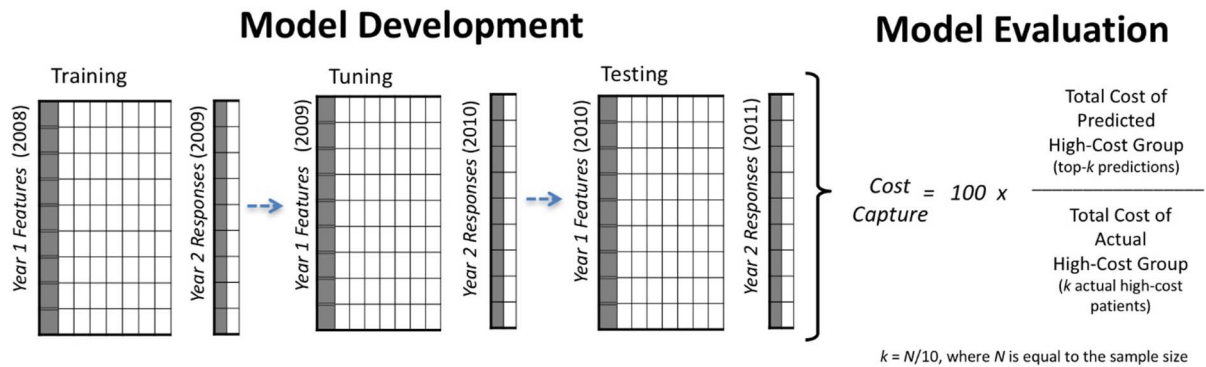 Model Development
Model Evaluation
Training
Year 1 Features (2008)
Year 2 Responses (2009)
Tuning
Year 1 Features (2009)
Year 2 Responses (2010)
Testing
Year 1 Features (2010)
Year 2 Responses (2011)
Cost
Capture
= 100 x
Total Cost of
Predicted
High-Cost Group
(top-k predictions)
Total Cost of
Actual
High-Cost Group
(k actual high-cost
patients)
k = N/10, where N is equal to the sample size